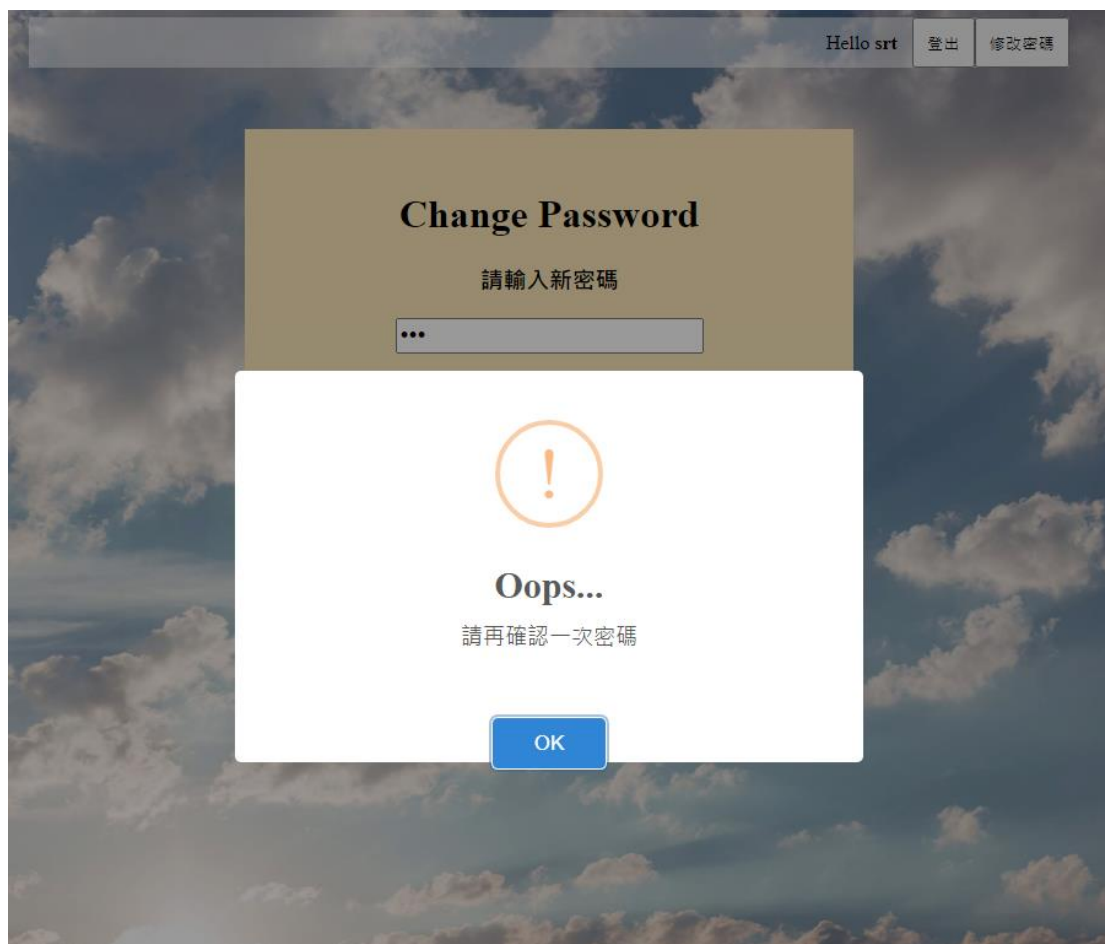 Hello srt 登出 修改密碼
Change Password
請輸入新密碼
•••
!
Oops...
請再確認一次密碼
OK